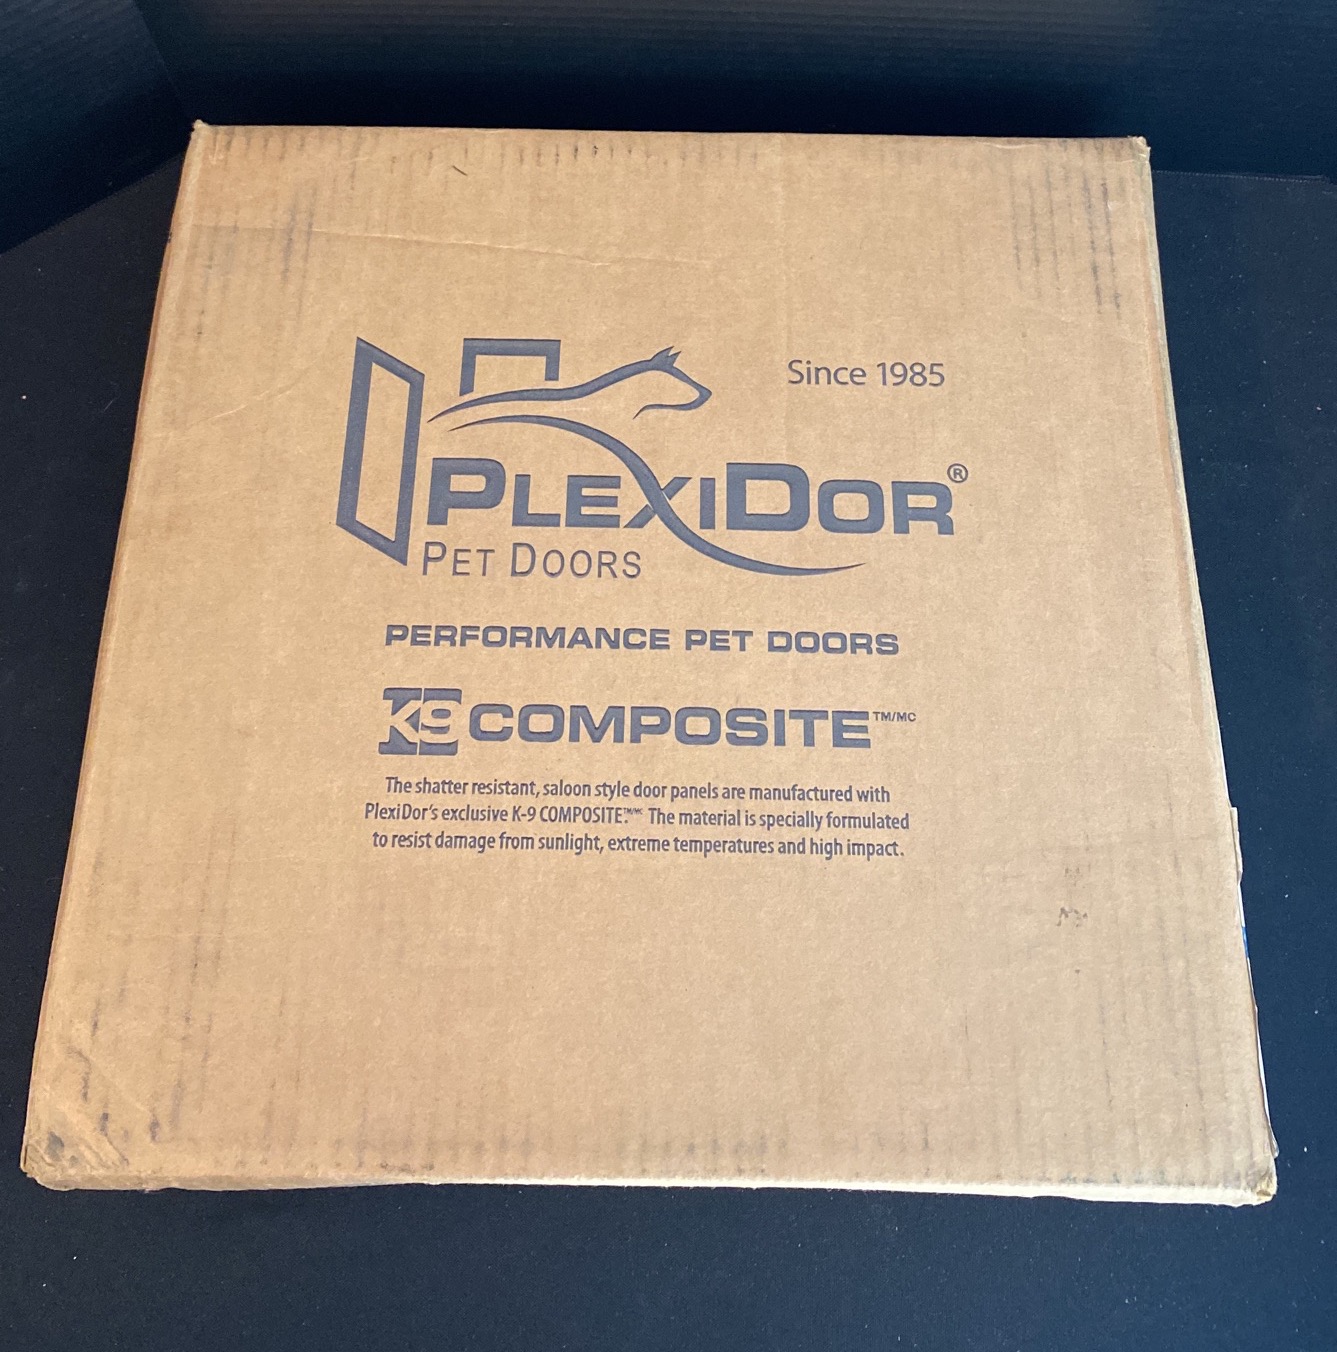 Since 1985
PLEXIDOR®
PET DOORS
PERFORMANCE PET DOORS
K9 COMPOSITE™/MC
The shatter resistant, saloon style door panels are manufactured with
PlexiDor's exclusive K-9 COMPOSITE.™/MC The material is specially formulated
to resist damage from sunlight, extreme temperatures and high impact.